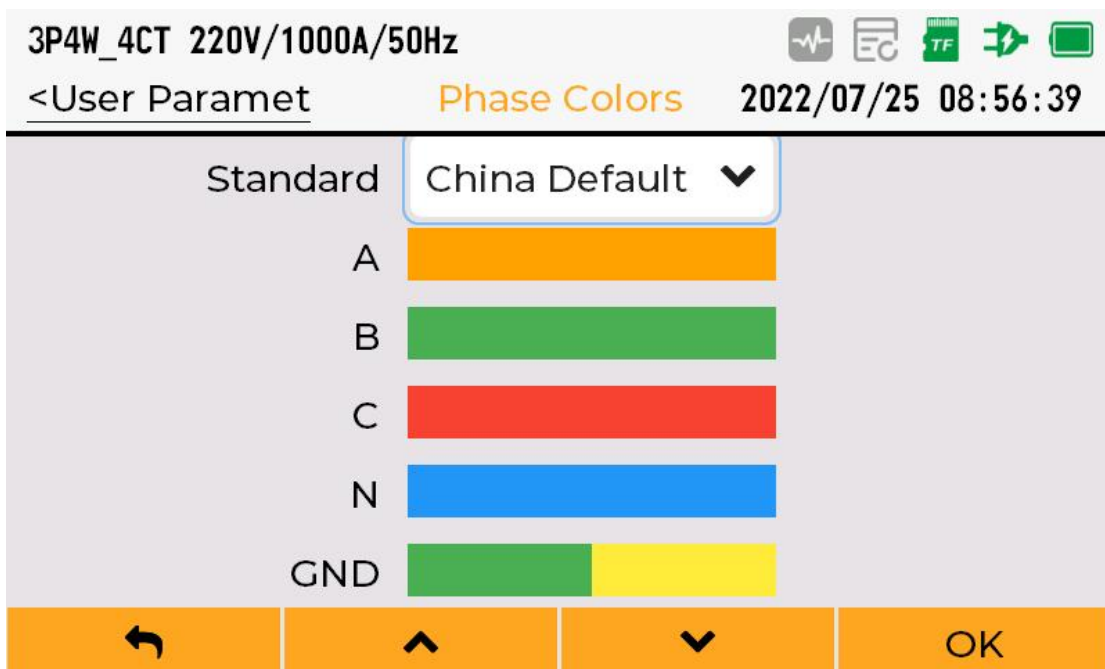 3P4W_4CT 220V/1000A/50Hz
TF
<User Paramet Phase Colors 2022/07/25 08:56:39
Standard China Default
A
B
C
N
GND
OK